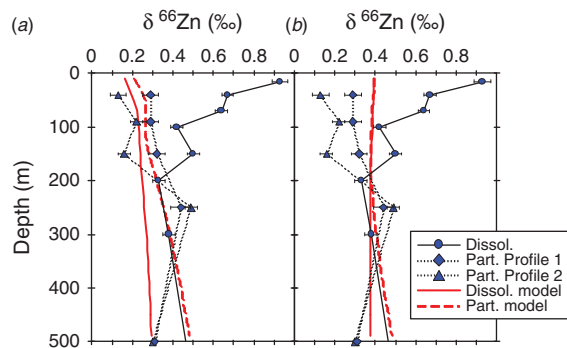 (a) δ ⁶⁶Zn (‰) (b) δ ⁶⁶Zn (‰)
0 0.2 0.4 0.6 0.8 0 0.2 0.4 0.6 0.8
0
100
200
300
400
500
Depth (m)
Dissol.
Part. Profile 1
Part. Profile 2
Dissol. model
Part. model